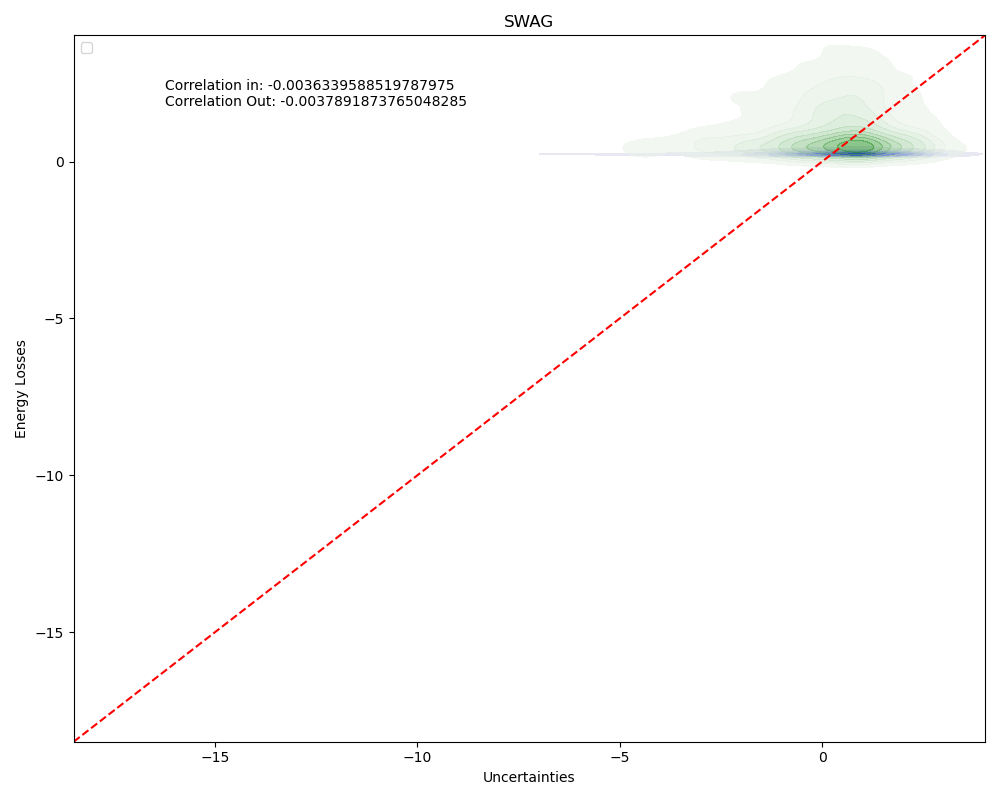 SWAG
Correlation in: -0.0036339588519787975
Correlation Out: -0.0037891873765048285
Energy Losses
0
−5
−10
−15
−15
−10
−5
0
Uncertainties